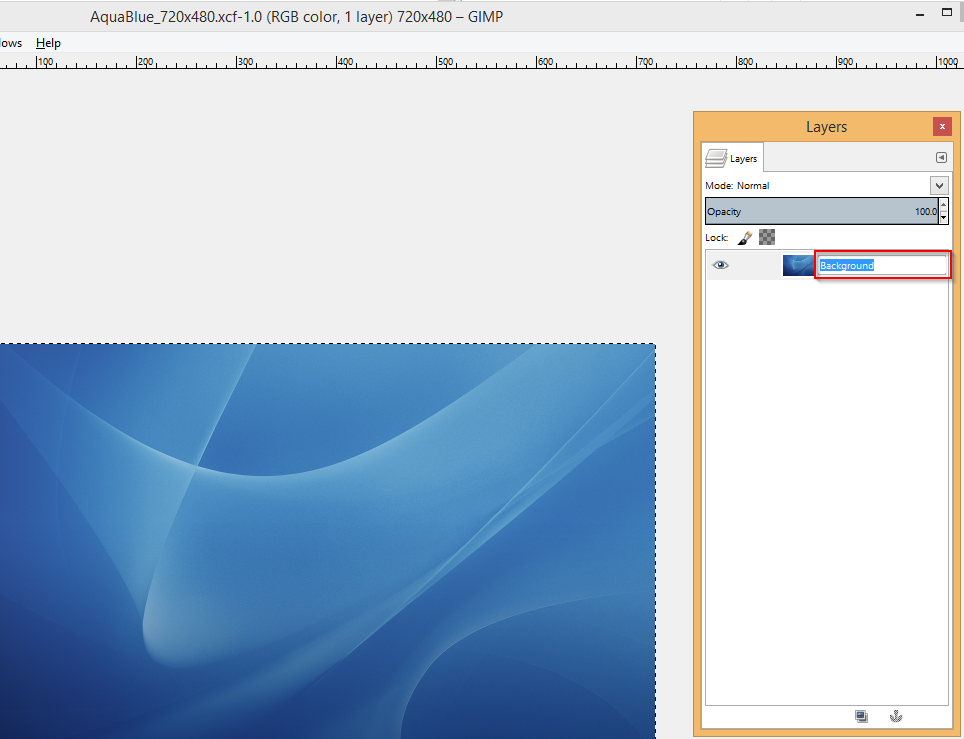 AquaBlue_720x480.xcf-1.0 (RGB color, 1 layer) 720x480 – GIMP
lows Help
100 200 300 400 500 600 700 800 900 1000
Layers
Layers
Mode: Normal
Opacity 100.0
Lock:
Background